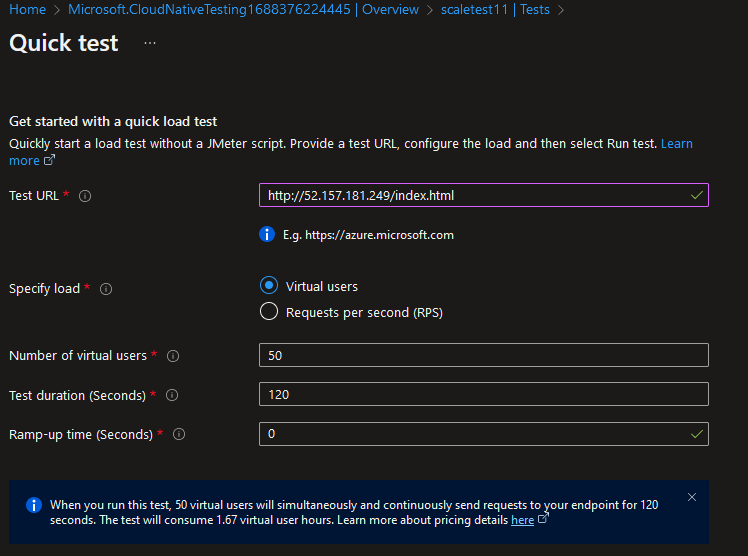 Home > Microsoft.CloudNativeTesting1688376224445 | Overview > scaletest11 | Tests >
Quick test ...
Get started with a quick load test
Quickly start a load test without a JMeter script. Provide a test URL, configure the load and then select Run test. Learn
more
Test URL *
http://52.157.181.249/index.html
E.g. https://azure.microsoft.com
Specify load *
Virtual users
Requests per second (RPS)
Number of virtual users *
50
Test duration (Seconds) *
120
Ramp-up time (Seconds) *
0
When you run this test, 50 virtual users will simultaneously and continuously send requests to your endpoint for 120
seconds. The test will consume 1.67 virtual user hours. Learn more about pricing details here